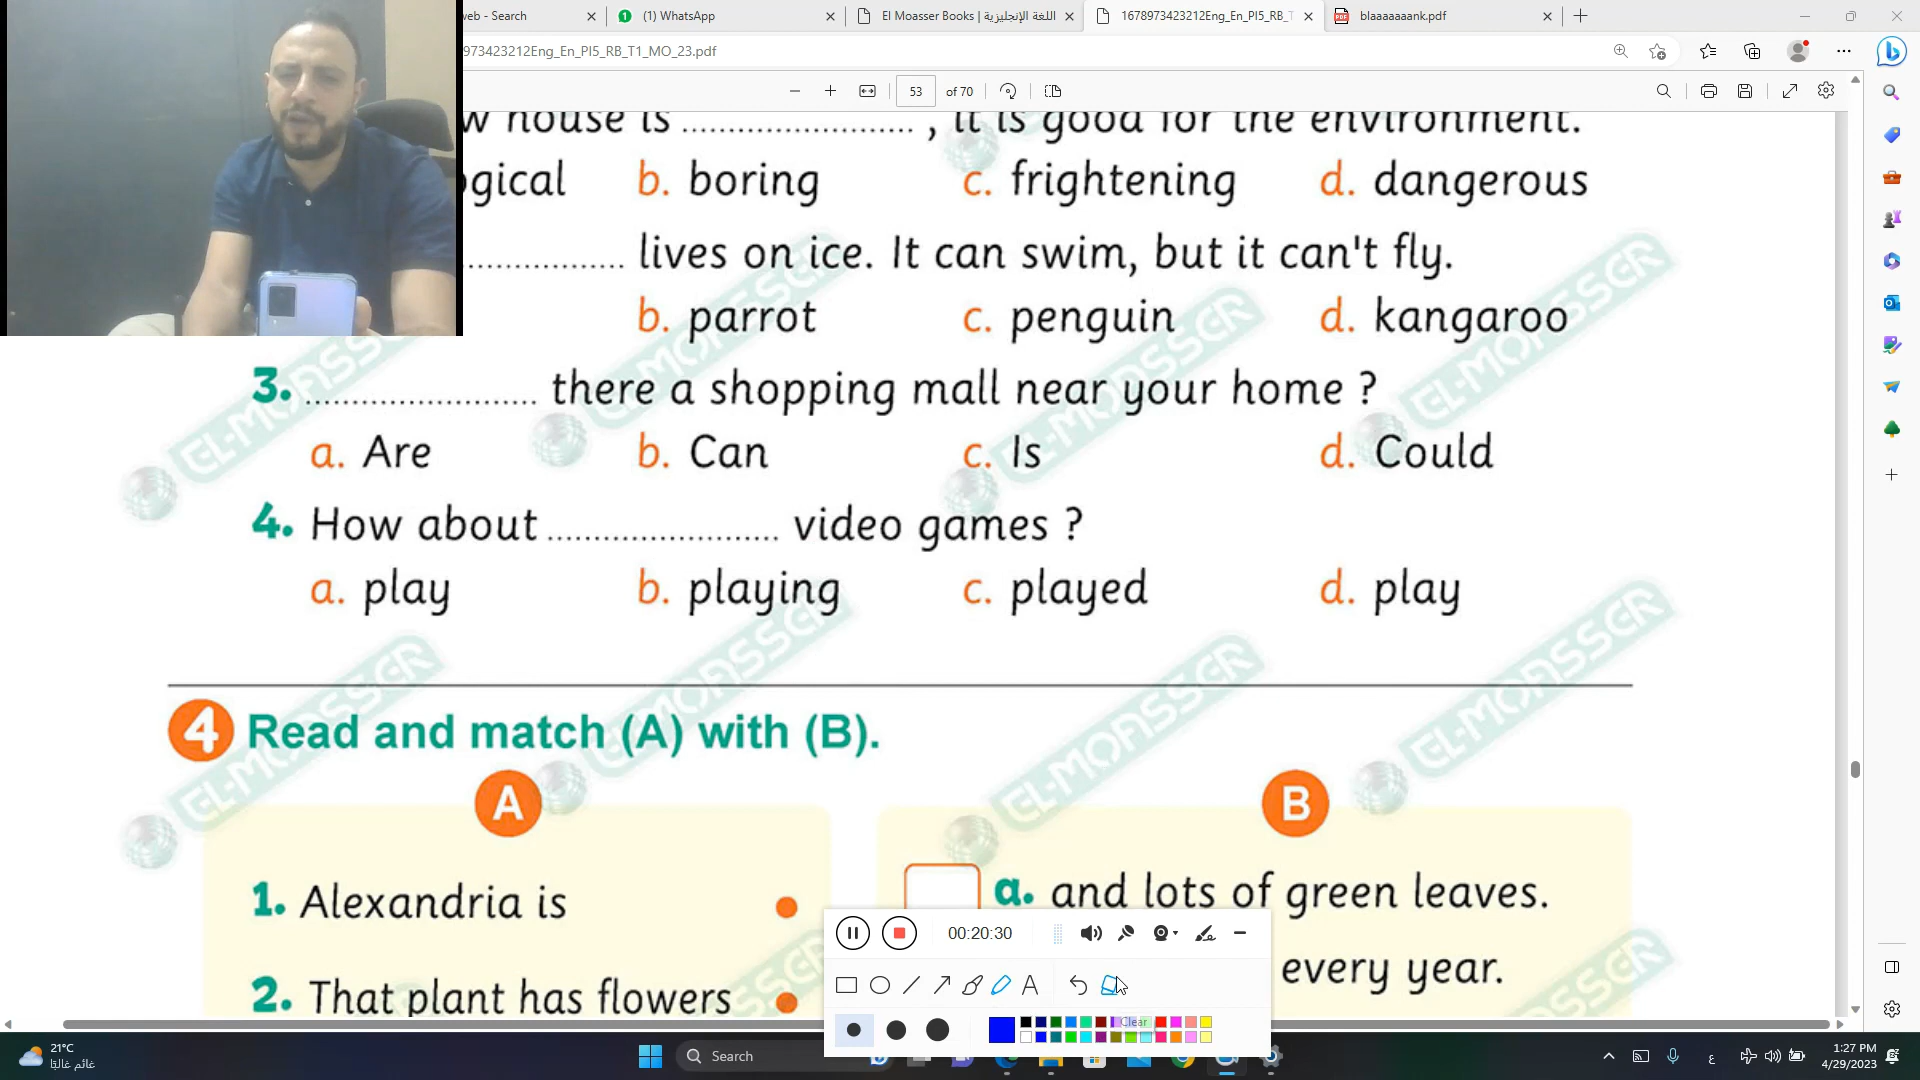 web - Search
(1) WhatsApp
El Moasser Books | اللغة الإنجليزية
1678973423212Eng_En_PI5_RB_T
blaaaaaaank.pdf
973423212Eng_En_PI5_RB_T1_MO_23.pdf
53 of 70
w house is .................... , it is good for the environment.
ogical b. boring c. frightening d. dangerous
.............. lives on ice. It can swim, but it can't fly.
b. parrot c. penguin d. kangaroo
3. .................... there a shopping mall near your home ?
a. Are b. Can c. Is d. Could
4. How about .................... video games ?
a. play b. playing c. played d. play
4 Read and match (A) with (B).
A B
1. Alexandria is
a. and lots of green leaves.
2. That plant has flowers
every year.
EL-MOASSER
00:20:30
Clear
21°C
غائم غالبًا
Search
ع
1:27 PM
4/29/2023